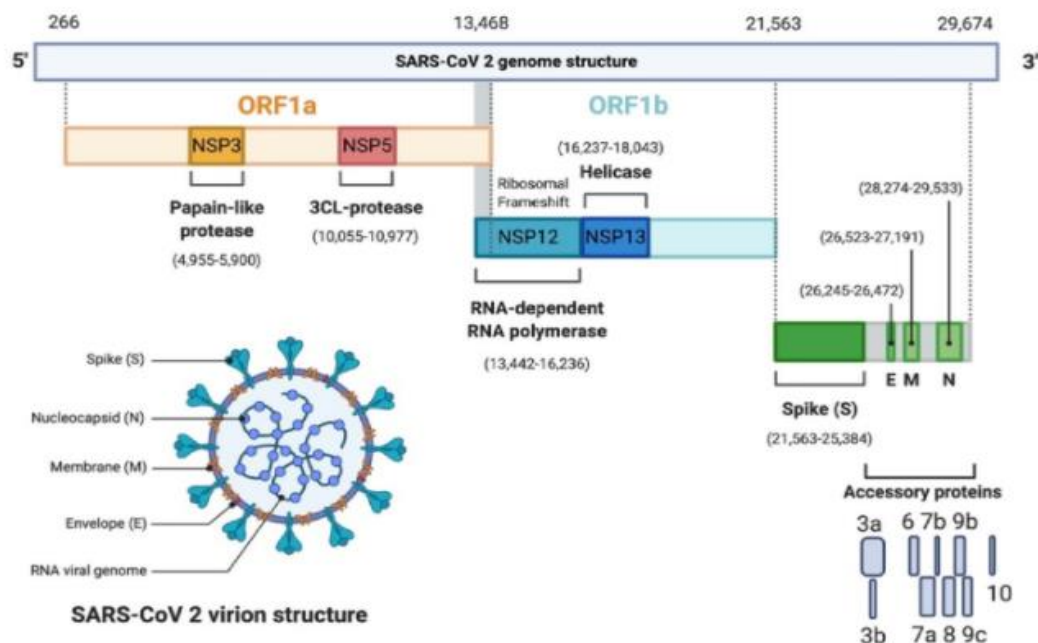 266 13,468 21,563 29,674
5' SARS-CoV 2 genome structure 3'
ORF1a ORF1b
NSP3 NSP5
(16,237-18,043)
Helicase
Ribosomal
Frameshift
(28,274-29,533)
Papain-like
protease
(4,955-5,900)
3CL-protease
(10,055-10,977)
NSP12 NSP13
(26,523-27,191)
(26,245-26,472)
RNA-dependent
RNA polymerase
(13,442-16,236)
E M N
Spike (S)
(21,563-25,384)
Spike (S)
Nucleocapsid (N)
Membrane (M)
Envelope (E)
RNA viral genome
SARS-CoV 2 virion structure
Accessory proteins
3a 6 7b 9b
10
3b 7a 8 9c